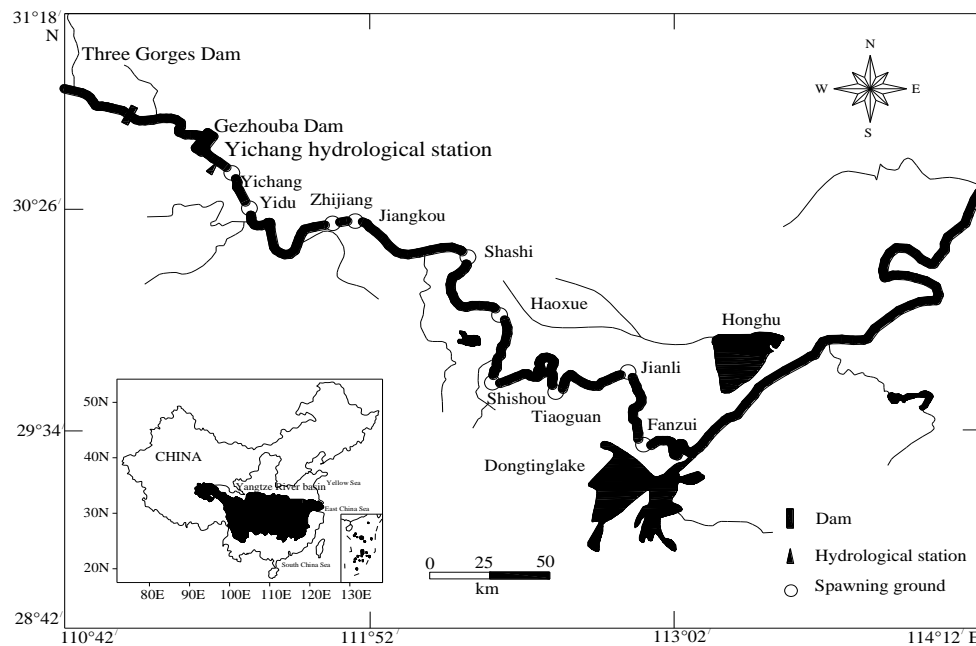 31°18′
N
Three Gorges Dam
N
W
E
S
Gezhouba Dam
Yichang hydrological station
Yichang
Yidu
Zhijiang
Jiangkou
30°26′
Shashi
Haoxue
Honghu
Jianli
Shishou
Tiaoguan
Fanzui
29°34′
Dongtinglake
50N
40N
30N
20N
CHINA
Yangtze River basin
Yellow Sea
East China Sea
South China Sea
80E 90E 100E 110E 120E 130E
0 25 50
km
Dam
Hydrological station
Spawning ground
28°42′
110°42′ 111°52′ 113°02′ 114°12′ E